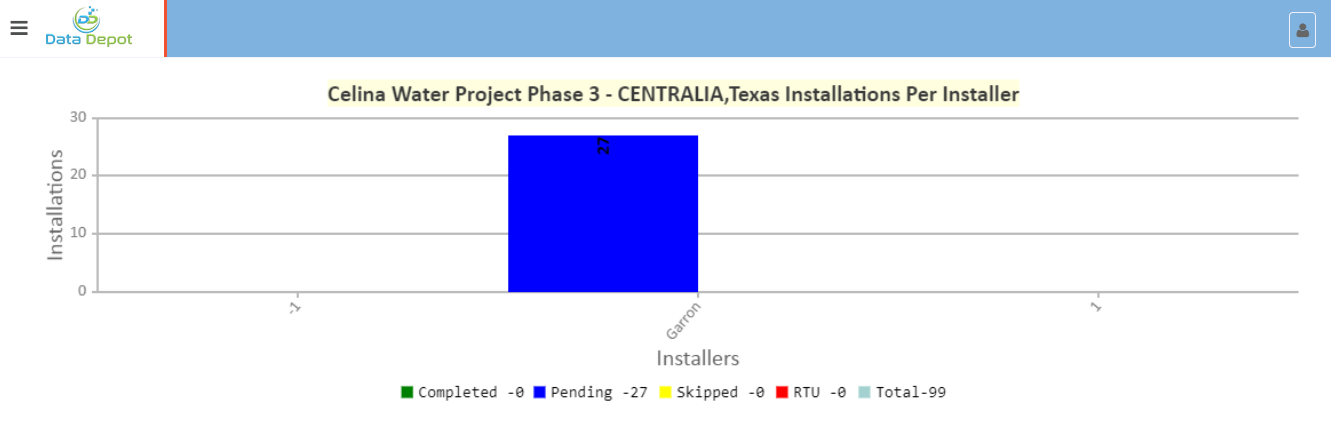 Data Depot
Celina Water Project Phase 3 - CENTRALIA,Texas Installations Per Installer
30
20
10
0
Installations
27
-1
Garron
1
Installers
Completed -0 Pending -27 Skipped -0 RTU -0 Total-99